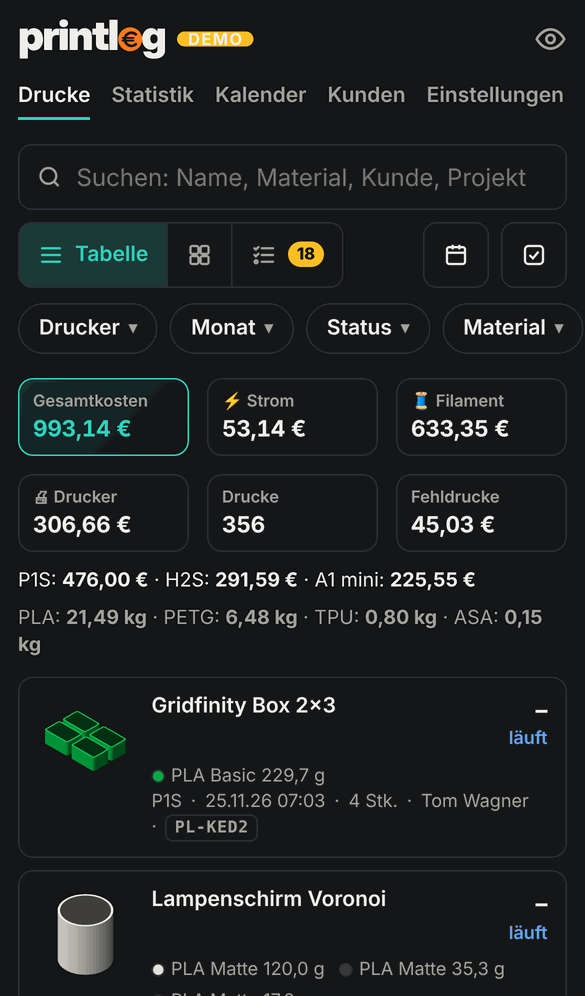 printl€g DEMO
Drucke Statistik Kalender Kunden Einstellungen
Suchen: Name, Material, Kunde, Projekt
Tabelle 18
Drucker ▾ Monat ▾ Status ▾ Material ▾
Gesamtkosten ⚡ Strom 🧵 Filament
993,14 € 53,14 € 633,35 €
🖨 Drucker Drucke Fehldrucke
306,66 € 356 45,03 €
P1S: 476,00 € · H2S: 291,59 € · A1 mini: 225,55 €
PLA: 21,49 kg · PETG: 6,48 kg · TPU: 0,80 kg · ASA: 0,15
kg
Gridfinity Box 2×3 –
läuft
PLA Basic 229,7 g
P1S · 25.11.26 07:03 · 4 Stk. · Tom Wagner
· PL-KED2
Lampenschirm Voronoi –
läuft
PLA Matte 120,0 g PLA Matte 35,3 g